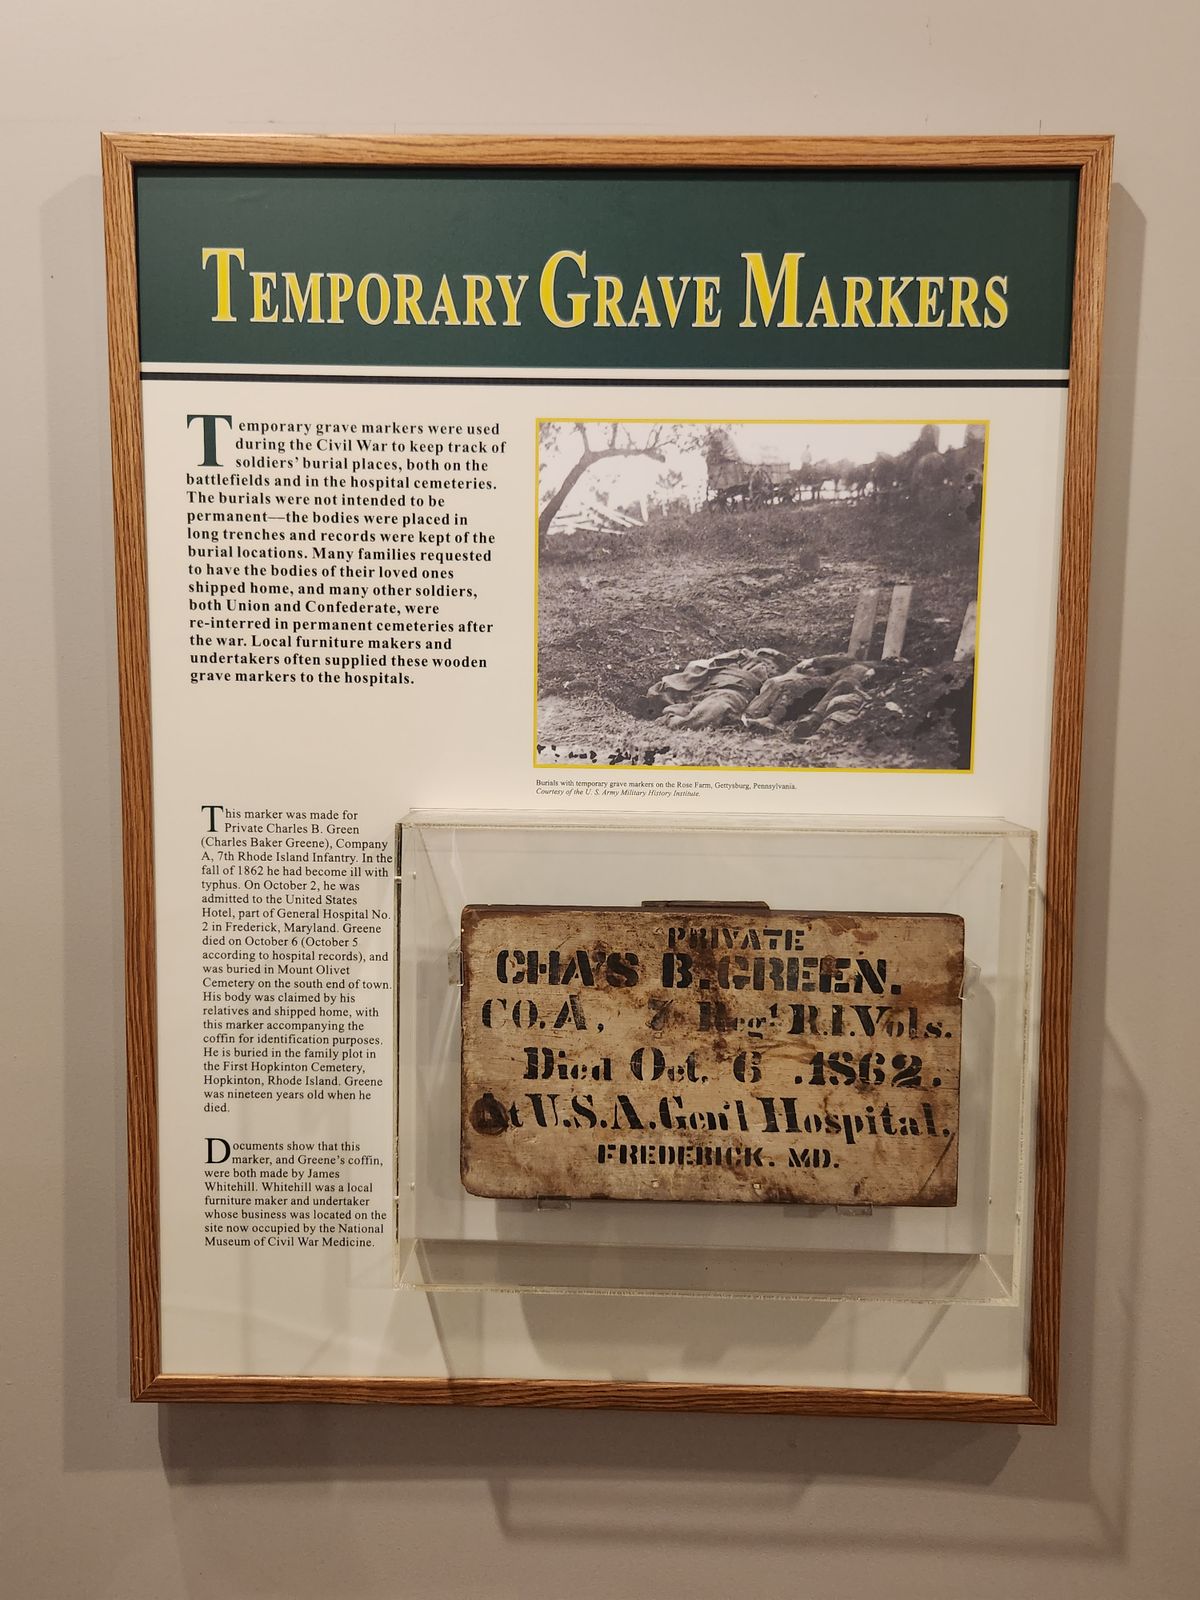 TEMPORARY GRAVE MARKERS
Temporary grave markers were used
during the Civil War to keep track of
soldiers' burial places, both on the
battlefields and in the hospital cemeteries.
The burials were not intended to be
permanent—the bodies were placed in
long trenches and records were kept of the
burial locations. Many families requested
to have the bodies of their loved ones
shipped home, and many other soldiers,
both Union and Confederate, were
re-interred in permanent cemeteries after
the war. Local furniture makers and
undertakers often supplied these wooden
grave markers to the hospitals.
Burials with temporary grave markers on the Rose Farm, Gettysburg, Pennsylvania.
Courtesy of the U. S. Army Military History Institute.
This marker was made for
Private Charles B. Green
(Charles Baker Greene), Company
A, 7th Rhode Island Infantry. In the
fall of 1862 he had become ill with
typhus. On October 2, he was
admitted to the United States
Hotel, part of General Hospital No.
2 in Frederick, Maryland. Greene
died on October 6 (October 5
according to hospital records), and
was buried in Mount Olivet
Cemetery on the south end of town.
His body was claimed by his
relatives and shipped home, with
this marker accompanying the
coffin for identification purposes.
He is buried in the family plot in
the First Hopkinton Cemetery,
Hopkinton, Rhode Island. Greene
was nineteen years old when he
died.
Documents show that this
marker, and Greene's coffin,
were both made by James
Whitehill. Whitehill was a local
furniture maker and undertaker
whose business was located on the
site now occupied by the National
Museum of Civil War Medicine.
PRIVATE
CHA'S B. GREEN.
CO. A, 7 Regt R.I. Vols.
Died Oct. 6 .1862.
At U.S.A. Gen'l Hospital.
FREDERICK. MD.